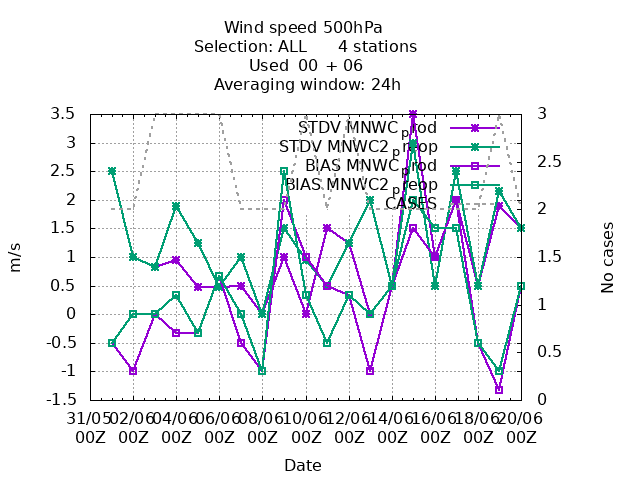 Wind speed 500hPa
Selection: ALL 4 stations
Used 00 + 06
Averaging window: 24h
STDV MNWC_prod
STDV MNWC2_preop
BIAS MNWC_prod
BIAS MNWC2_preop
CASES
3.5
3
2.5
2
1.5
1
0.5
0
-0.5
-1
-1.5
m/s
3
2.5
2
1.5
1
0.5
0
No cases
31/05 02/06 04/06 06/06 08/06 10/06 12/06 14/06 16/06 18/06 20/06
00Z 00Z 00Z 00Z 00Z 00Z 00Z 00Z 00Z 00Z 00Z
Date